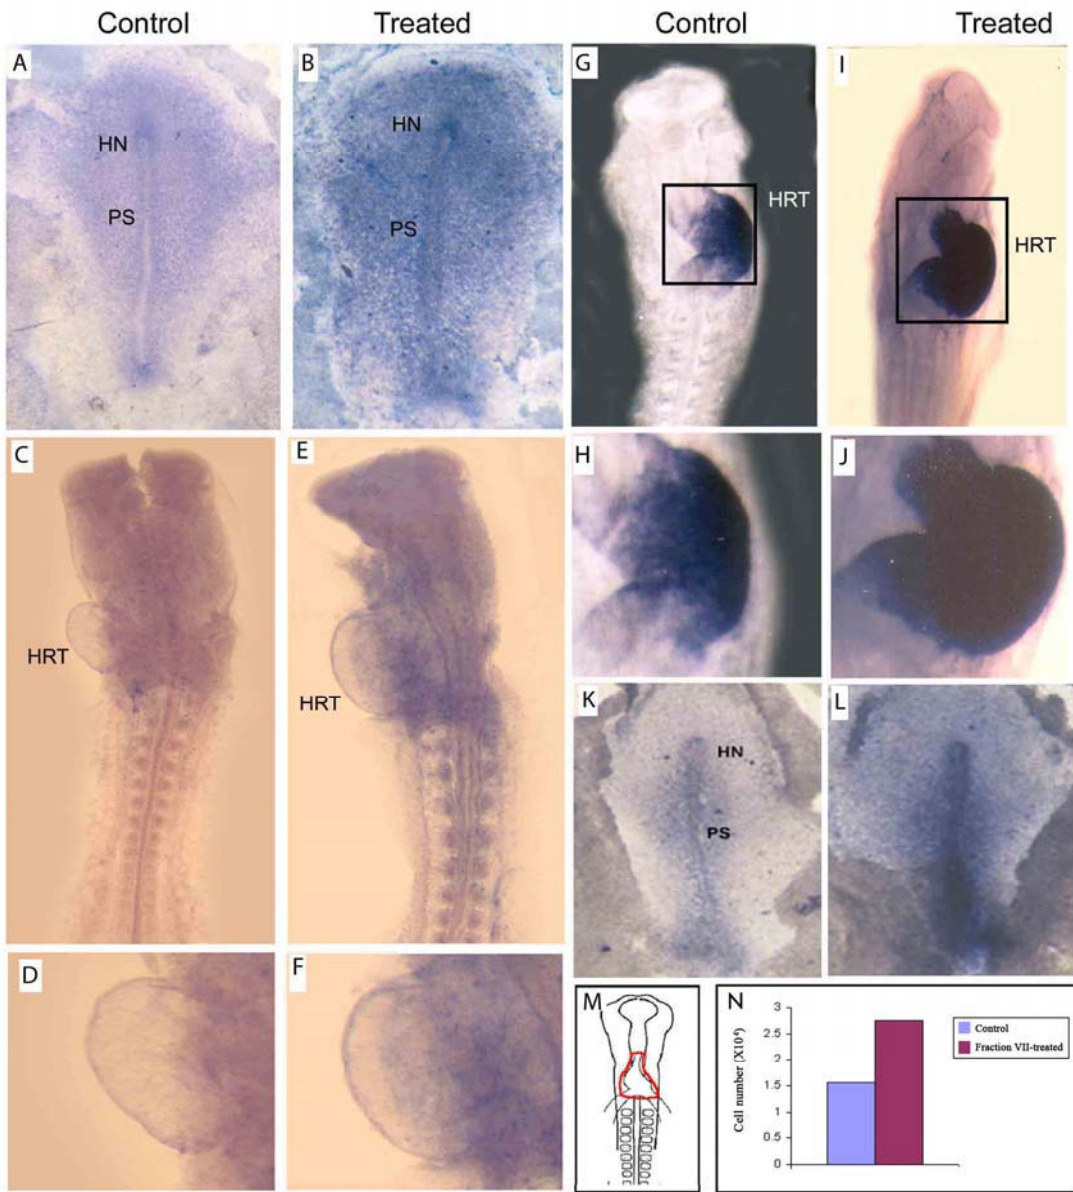 Control
Treated
Control
Treated
A
HN
PS
B
HN
PS
G
HRT
I
HRT
C
HRT
E
HRT
H
J
K
HN
PS
L
D
F
M
N
3
2.5
2
1.5
1
0.5
0
Cell number (X10⁴)
Control
Fraction VII-treated